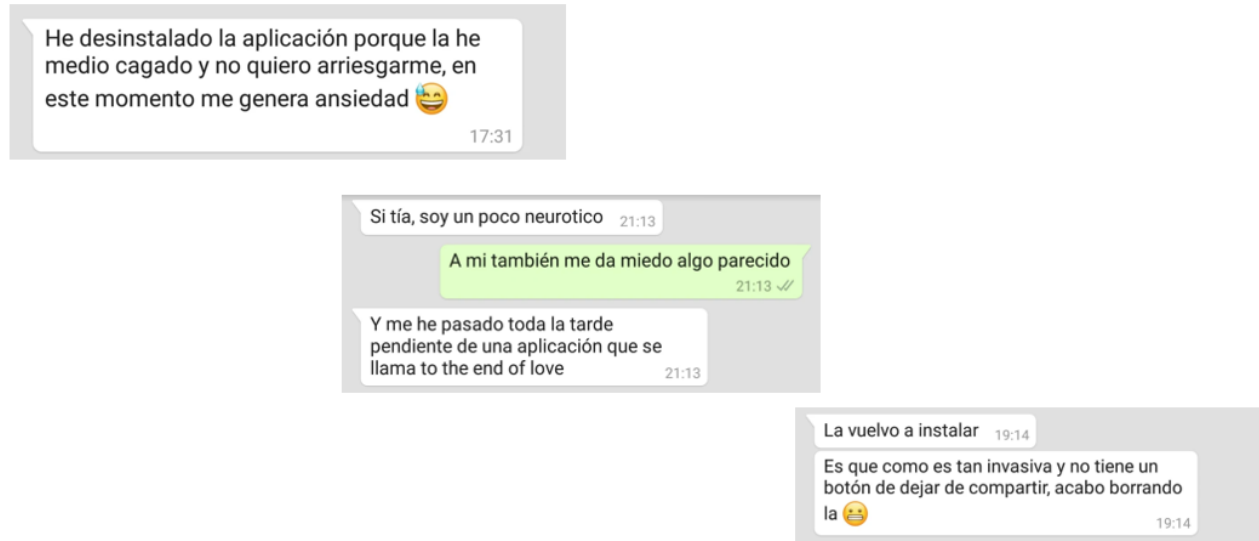 He desinstalado la aplicación porque la he
medio cagado y no quiero arriesgarme, en
este momento me genera ansiedad 😅
17:31
Si tía, soy un poco neurotico 21:13
A mi también me da miedo algo parecido
21:13
Y me he pasado toda la tarde
pendiente de una aplicación que se
llama to the end of love 21:13
La vuelvo a instalar 19:14
Es que como es tan invasiva y no tiene un
botón de dejar de compartir, acabo borrando
la 😬
19:14